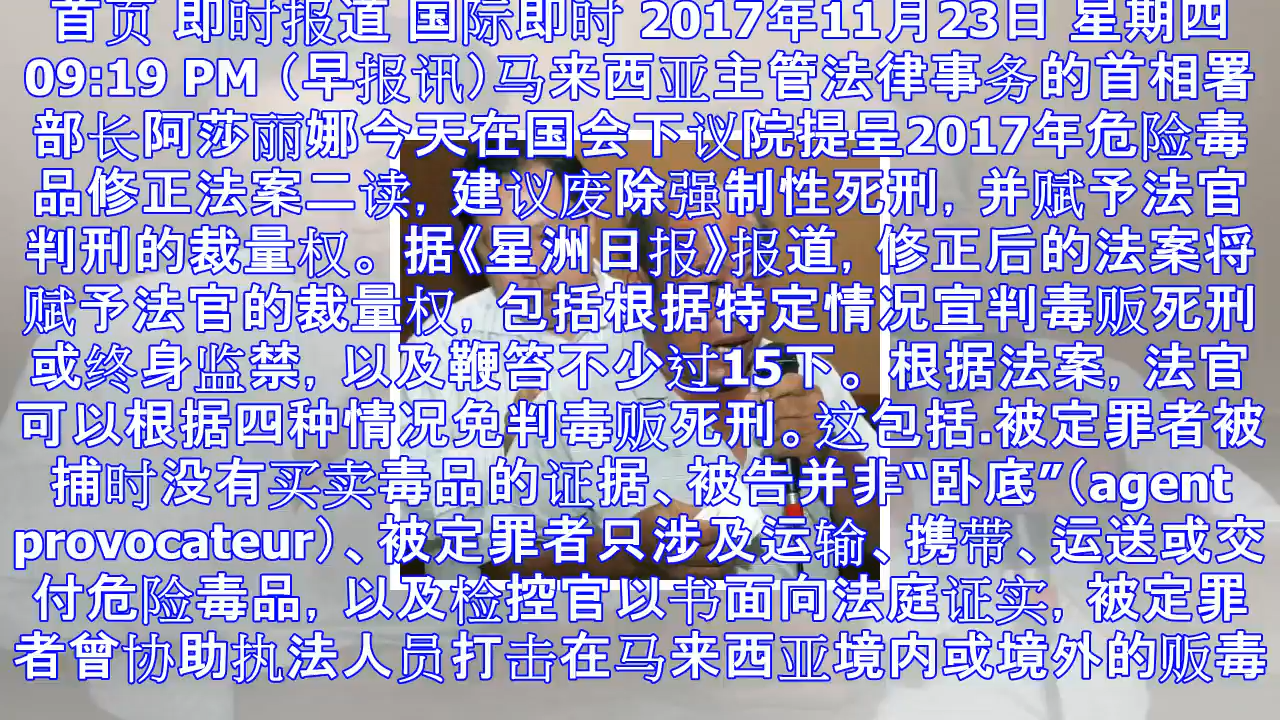 首页 即时报道 国际即时 2017年11月23日 星期四
09:19 PM (早报讯)马来西亚主管法律事务的首相署
部长阿莎丽娜今天在国会下议院提呈2017年危险毒
品修正法案二读, 建议废除强制性死刑, 并赋予法官
判刑的裁量权。据《星洲日报》报道, 修正后的法案将
赋予法官的裁量权, 包括根据特定情况宣判毒贩死刑
或终身监禁, 以及鞭笞不少过15下。根据法案, 法官
可以根据四种情况免判毒贩死刑。这包括.被定罪者被
捕时没有买卖毒品的证据、被告并非“卧底”(agent
provocateur)、被定罪者只涉及运输、携带、运送或交
付危险毒品, 以及检控官以书面向法庭证实, 被定罪
者曾协助执法人员打击在马来西亚境内或境外的贩毒